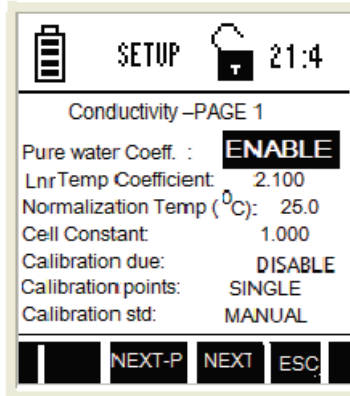 SETUP 21:4
Conductivity –PAGE 1
Pure water Coeff. : ENABLE
LnrTemp Coefficient: 2.100
Normalization Temp (⁰C): 25.0
Cell Constant: 1.000
Calibration due: DISABLE
Calibration points: SINGLE
Calibration std: MANUAL
NEXT-P NEXT ESC